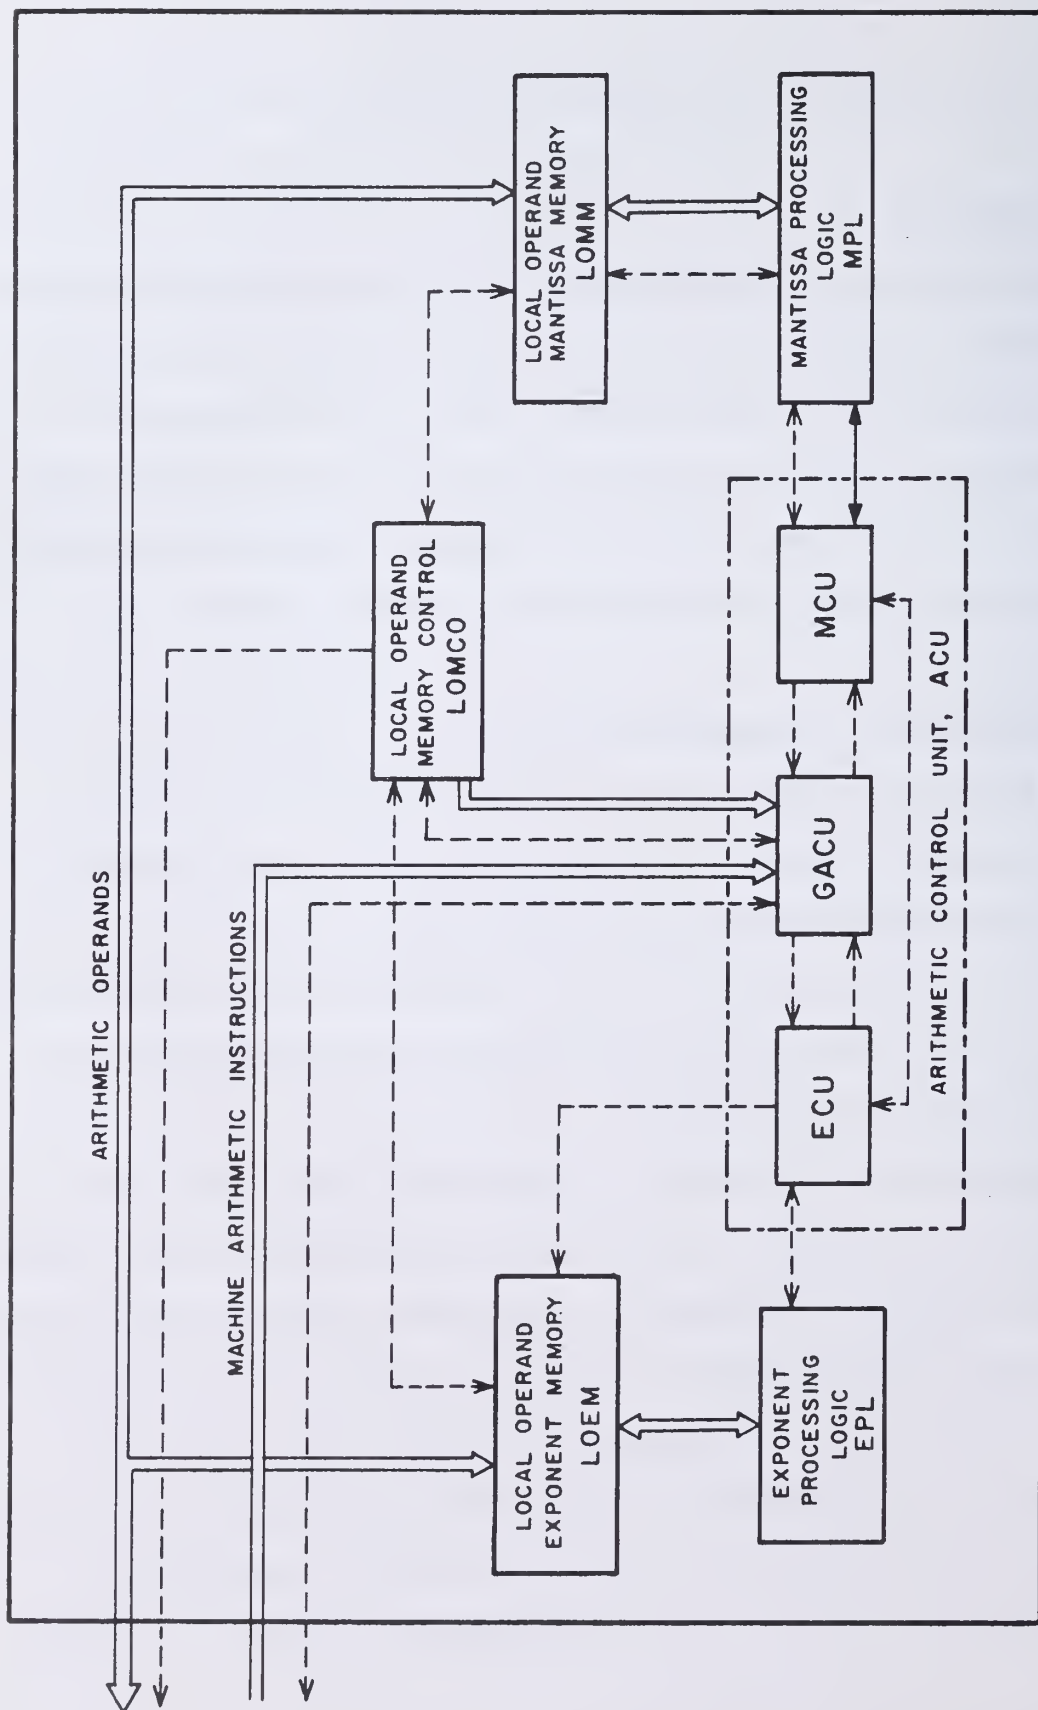 ARITHMETIC OPERANDS
MACHINE ARITHMETIC INSTRUCTIONS
LOCAL OPERAND
MEMORY CONTROL
LOMCO
LOCAL OPERAND
EXPONENT MEMORY
LOEM
LOCAL OPERAND
MANTISSA MEMORY
LOMM
EXPONENT
PROCESSING
LOGIC
EPL
ECU
GACU
MCU
MANTISSA PROCESSING
LOGIC
MPL
ARITHMETIC CONTROL UNIT, ACU